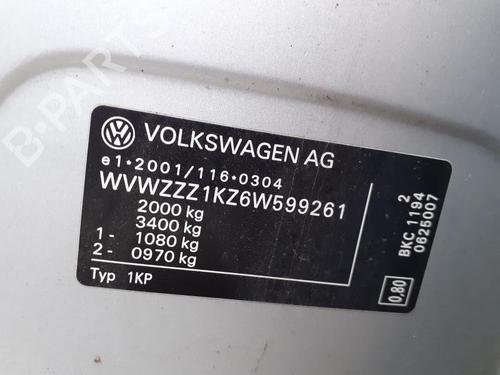 VOLKSWAGEN AG
e1*2001/116*0304
WVWZZZ1KZ6W599261
2000 kg
3400 kg
1- 1080 kg
2- 0970 kg
Typ 1KP
BKC 1194 2
0625007
0,80
B-PARTS